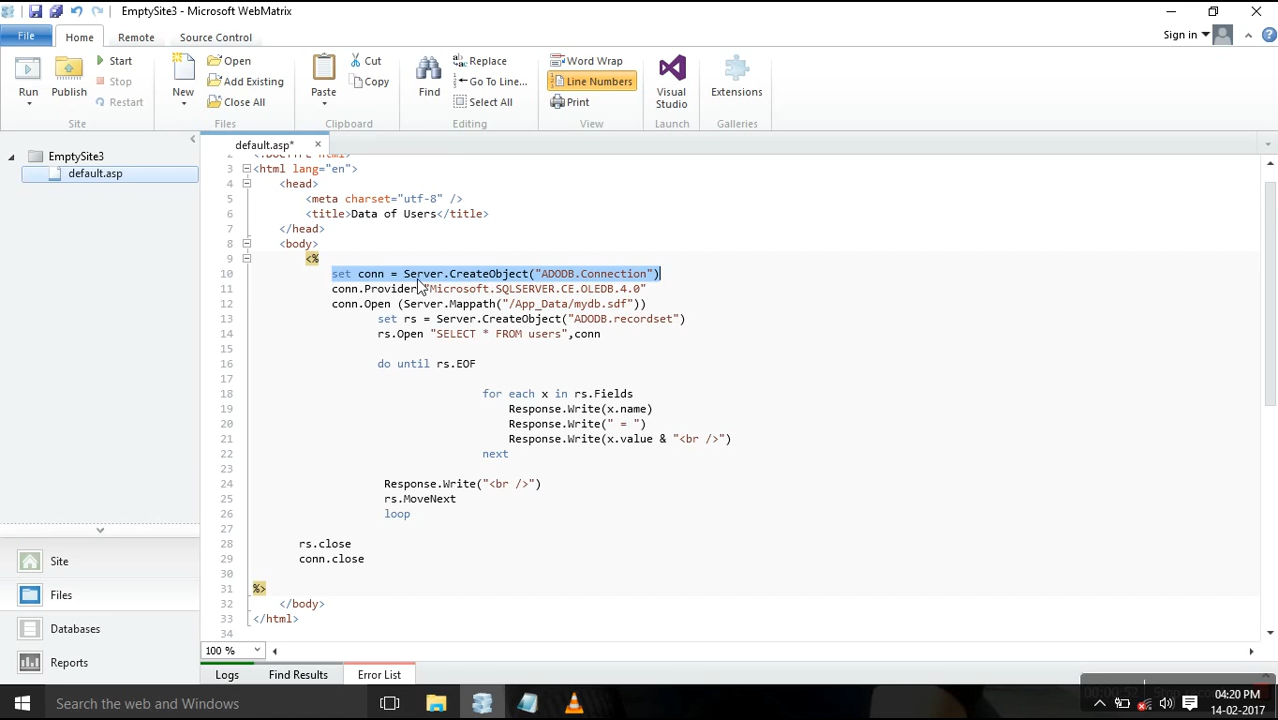 EmptySite3 - Microsoft WebMatrix
File Home Remote Source Control Sign in
Run
Publish
Start
Stop
Restart
Site
New
Open
Add Existing
Close All
Files
Paste
Cut
Copy
Clipboard
Find
Replace
Go To Line...
Select All
Editing
Word Wrap
Line Numbers
Print
View
Visual Studio
Launch
Extensions
Galleries
default.asp* ×
EmptySite3
default.asp
2 <!DOCTYPE html>
3 <html lang="en">
4 <head>
5 <meta charset="utf-8" />
6 <title>Data of Users</title>
7 </head>
8 <body>
9 <%
10 set conn = Server.CreateObject("ADODB.Connection")
11 conn.Provider "Microsoft.SQLSERVER.CE.OLEDB.4.0"
12 conn.Open (Server.Mappath("/App_Data/mydb.sdf"))
13 set rs = Server.CreateObject("ADODB.recordset")
14 rs.Open "SELECT * FROM users",conn
15
16 do until rs.EOF
17
18 for each x in rs.Fields
19 Response.Write(x.name)
20 Response.Write(" = ")
21 Response.Write(x.value & "<br />")
22 next
23
24 Response.Write("<br />")
25 rs.MoveNext
26 loop
27
28 rs.close
29 conn.close
30
31 %>
32 </body>
33 </html>
34
Site
Files
Databases
Reports
100 %
Logs Find Results Error List
Search the web and Windows
00:00:52
04:20 PM
14-02-2017